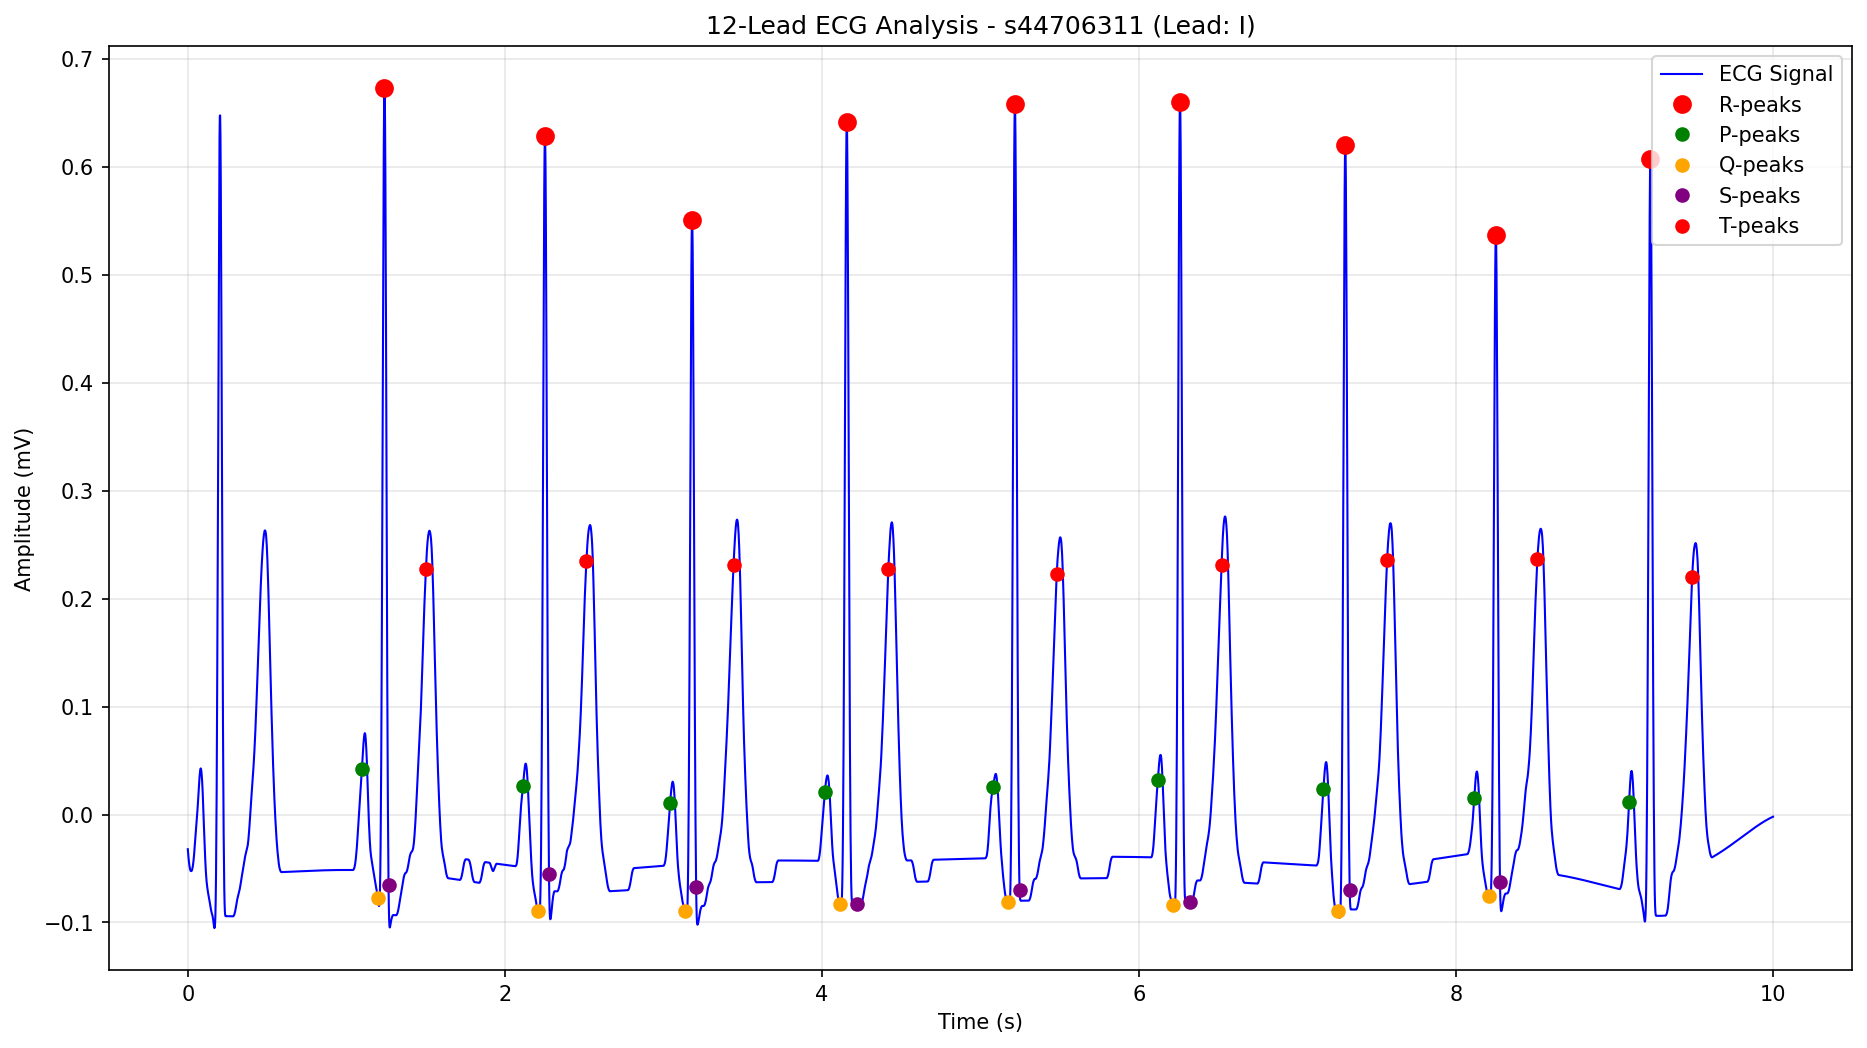 12-Lead ECG Analysis - s44706311 (Lead: I)
0.7
0.6
0.5
0.4
0.3
0.2
0.1
0.0
−0.1
Amplitude (mV)
ECG Signal
R-peaks
P-peaks
Q-peaks
S-peaks
T-peaks
0 2 4 6 8 10
Time (s)